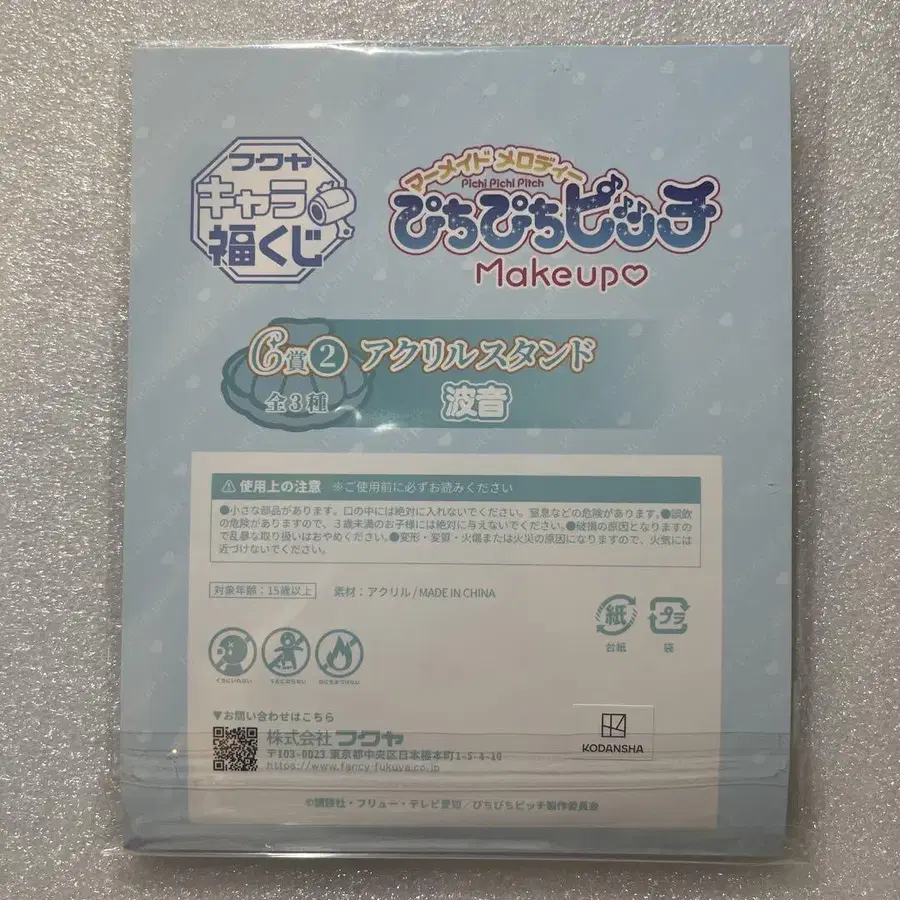 フクヤ
キャラ
福くじ
マーメイド メロディー
Pichi Pichi Pitch
ぴちぴちピッチ
Makeup♡
C賞2 アクリルスタンド
全3種
波音
⚠使用上の注意 ※ご使用前に必ずお読みください
●小さな部品があります。口の中には絶対に入れないでください。窒息などの危険があります。●誤飲
の危険がありますので、3歳未満のお子様には絶対に与えないでください。●破損の原因となりますの
で乱暴な取り扱いはおやめください。●変形・変質・火傷または火災の原因になりますので、火気には
近づけないでください。
対象年齢:15歳以上 素材:アクリル/MADE IN CHINA
紙 プラ
台紙 袋
くちにいれない
▼お問い合わせはこちら
株式会社フクヤ
〒103-0023 東京都中央区日本橋本町1-5-4-10
https://www.fancy-fukuya.co.jp
KODANSHA
©講談社・フリュー・テレビ愛知/ぴちぴちピッチ製作委員会